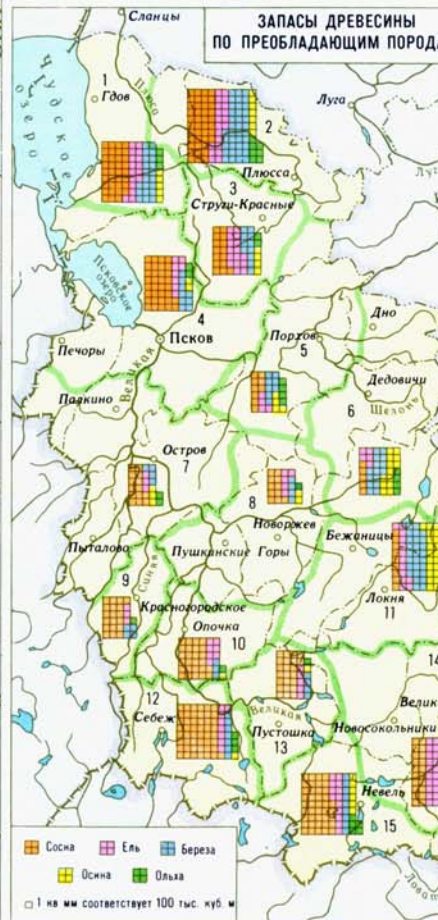 Сланцы
ЗАПАСЫ ДРЕВЕСИНЫ
ПО ПРЕОБЛАДАЮЩИМ ПОРОДА
Чудское
озеро
1
Гдов
Плюса
Луга
2
Плюсса
3
Струги-Красные
Псковское
озеро
4
Псков
Печоры
Великая
Палкино
Порхов
5
Дно
Дедовичи
Шелонь
6
Остров
7
8
Новоржев
Бежаницы
Пыталово
Пушкинские Горы
9
Синяя
Красногородское
Локня
11
Опочка
10
14
12
Себеж
Великая
Пустошка
13
Велик
Новосокольники
Невель
15
Сосна
Ель
Береза
Осина
Ольха
1 кв мм соответствует 100 тыс. куб. м